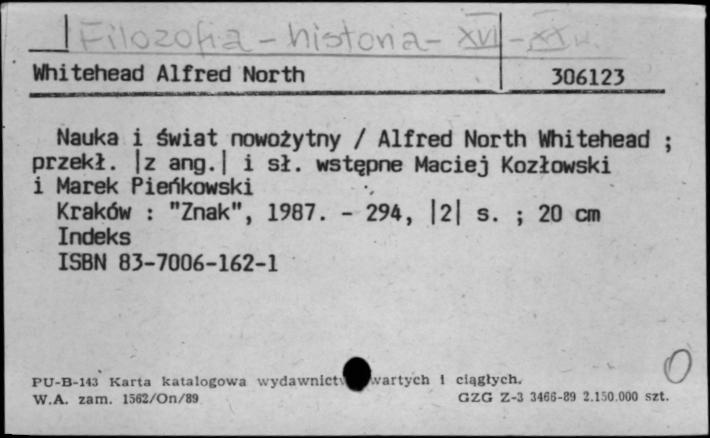 Filozofia - historia - XVI - XX w.
Whitehead Alfred North 306123
Nauka i świat nowożytny / Alfred North Whitehead ;
przekł. |z ang.| i sł. wstępne Maciej Kozłowski
i Marek Pieńkowski
Kraków : "Znak", 1987. - 294, |2| s. ; 20 cm
Indeks
ISBN 83-7006-162-1
0
PU-B-143 Karta katalogowa wydawnictw zwartych i ciągłych.
W.A. zam. 1562/On/89 GZG Z-3 3466-89 2.150.000 szt.